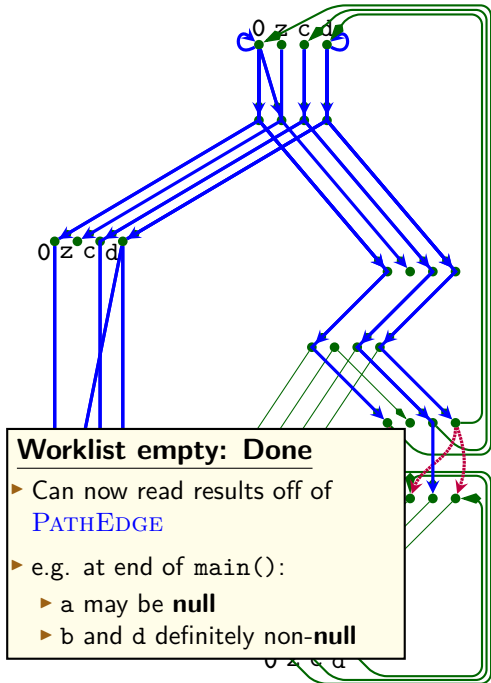 0 z c d
0 z c d
Worklist empty: Done
▶ Can now read results off of
PATHEDGE
▶ e.g. at end of main():
▶ a may be null
▶ b and d definitely non-null
0 z c d